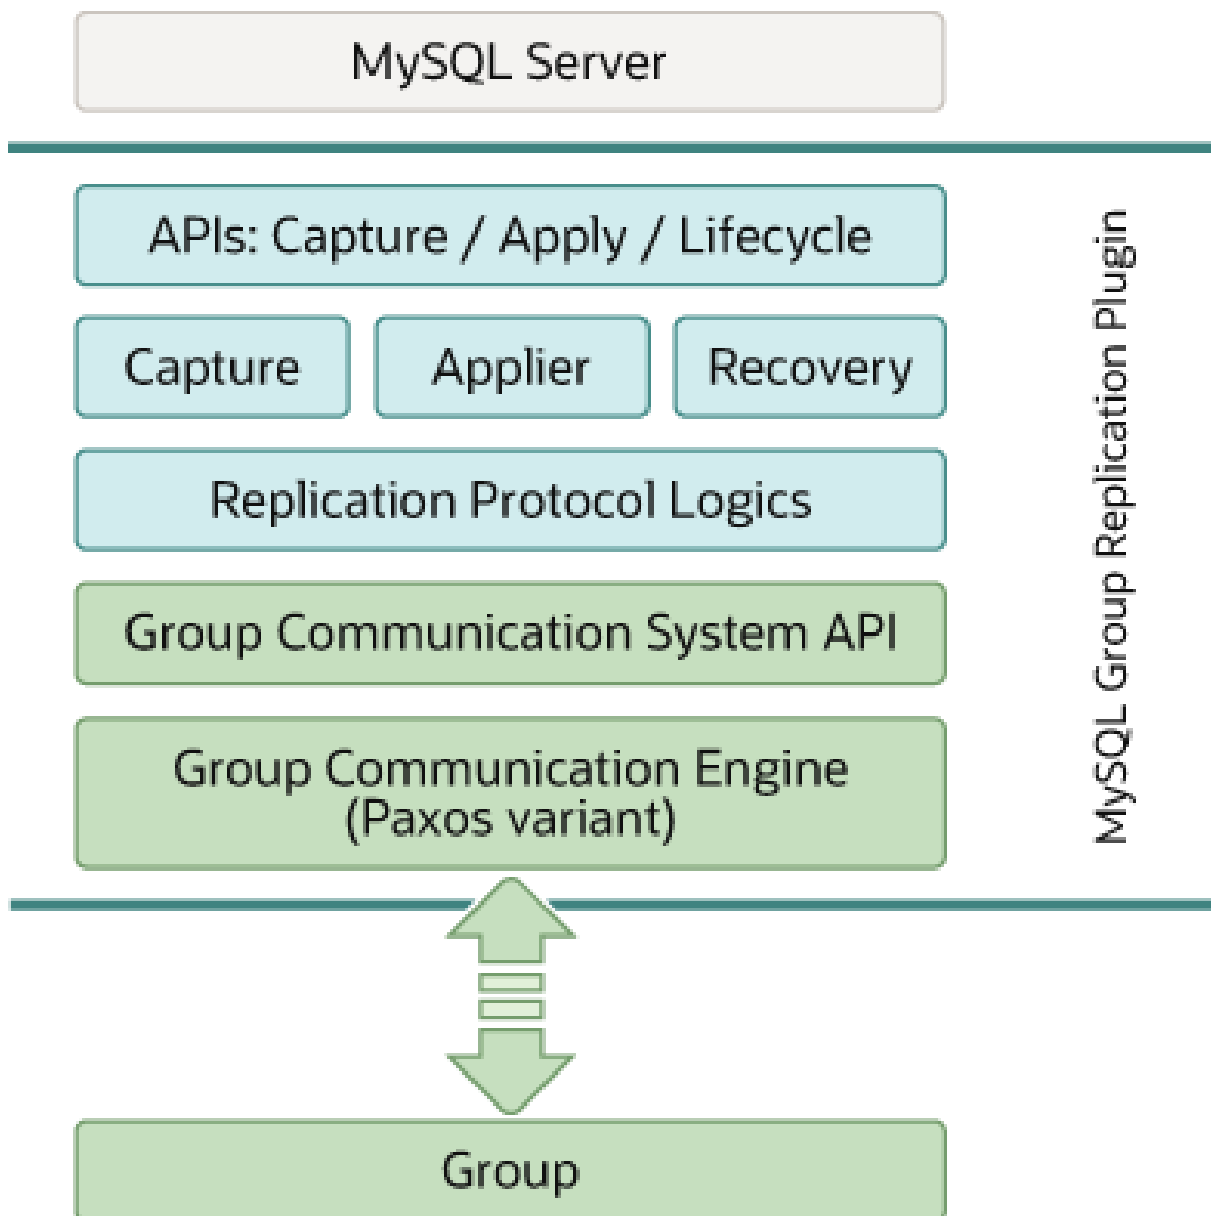 MySQL Server
APIs: Capture / Apply / Lifecycle
Capture
Applier
Recovery
Replication Protocol Logics
Group Communication System API
Group Communication Engine
(Paxos variant)
MySQL Group Replication Plugin
Group